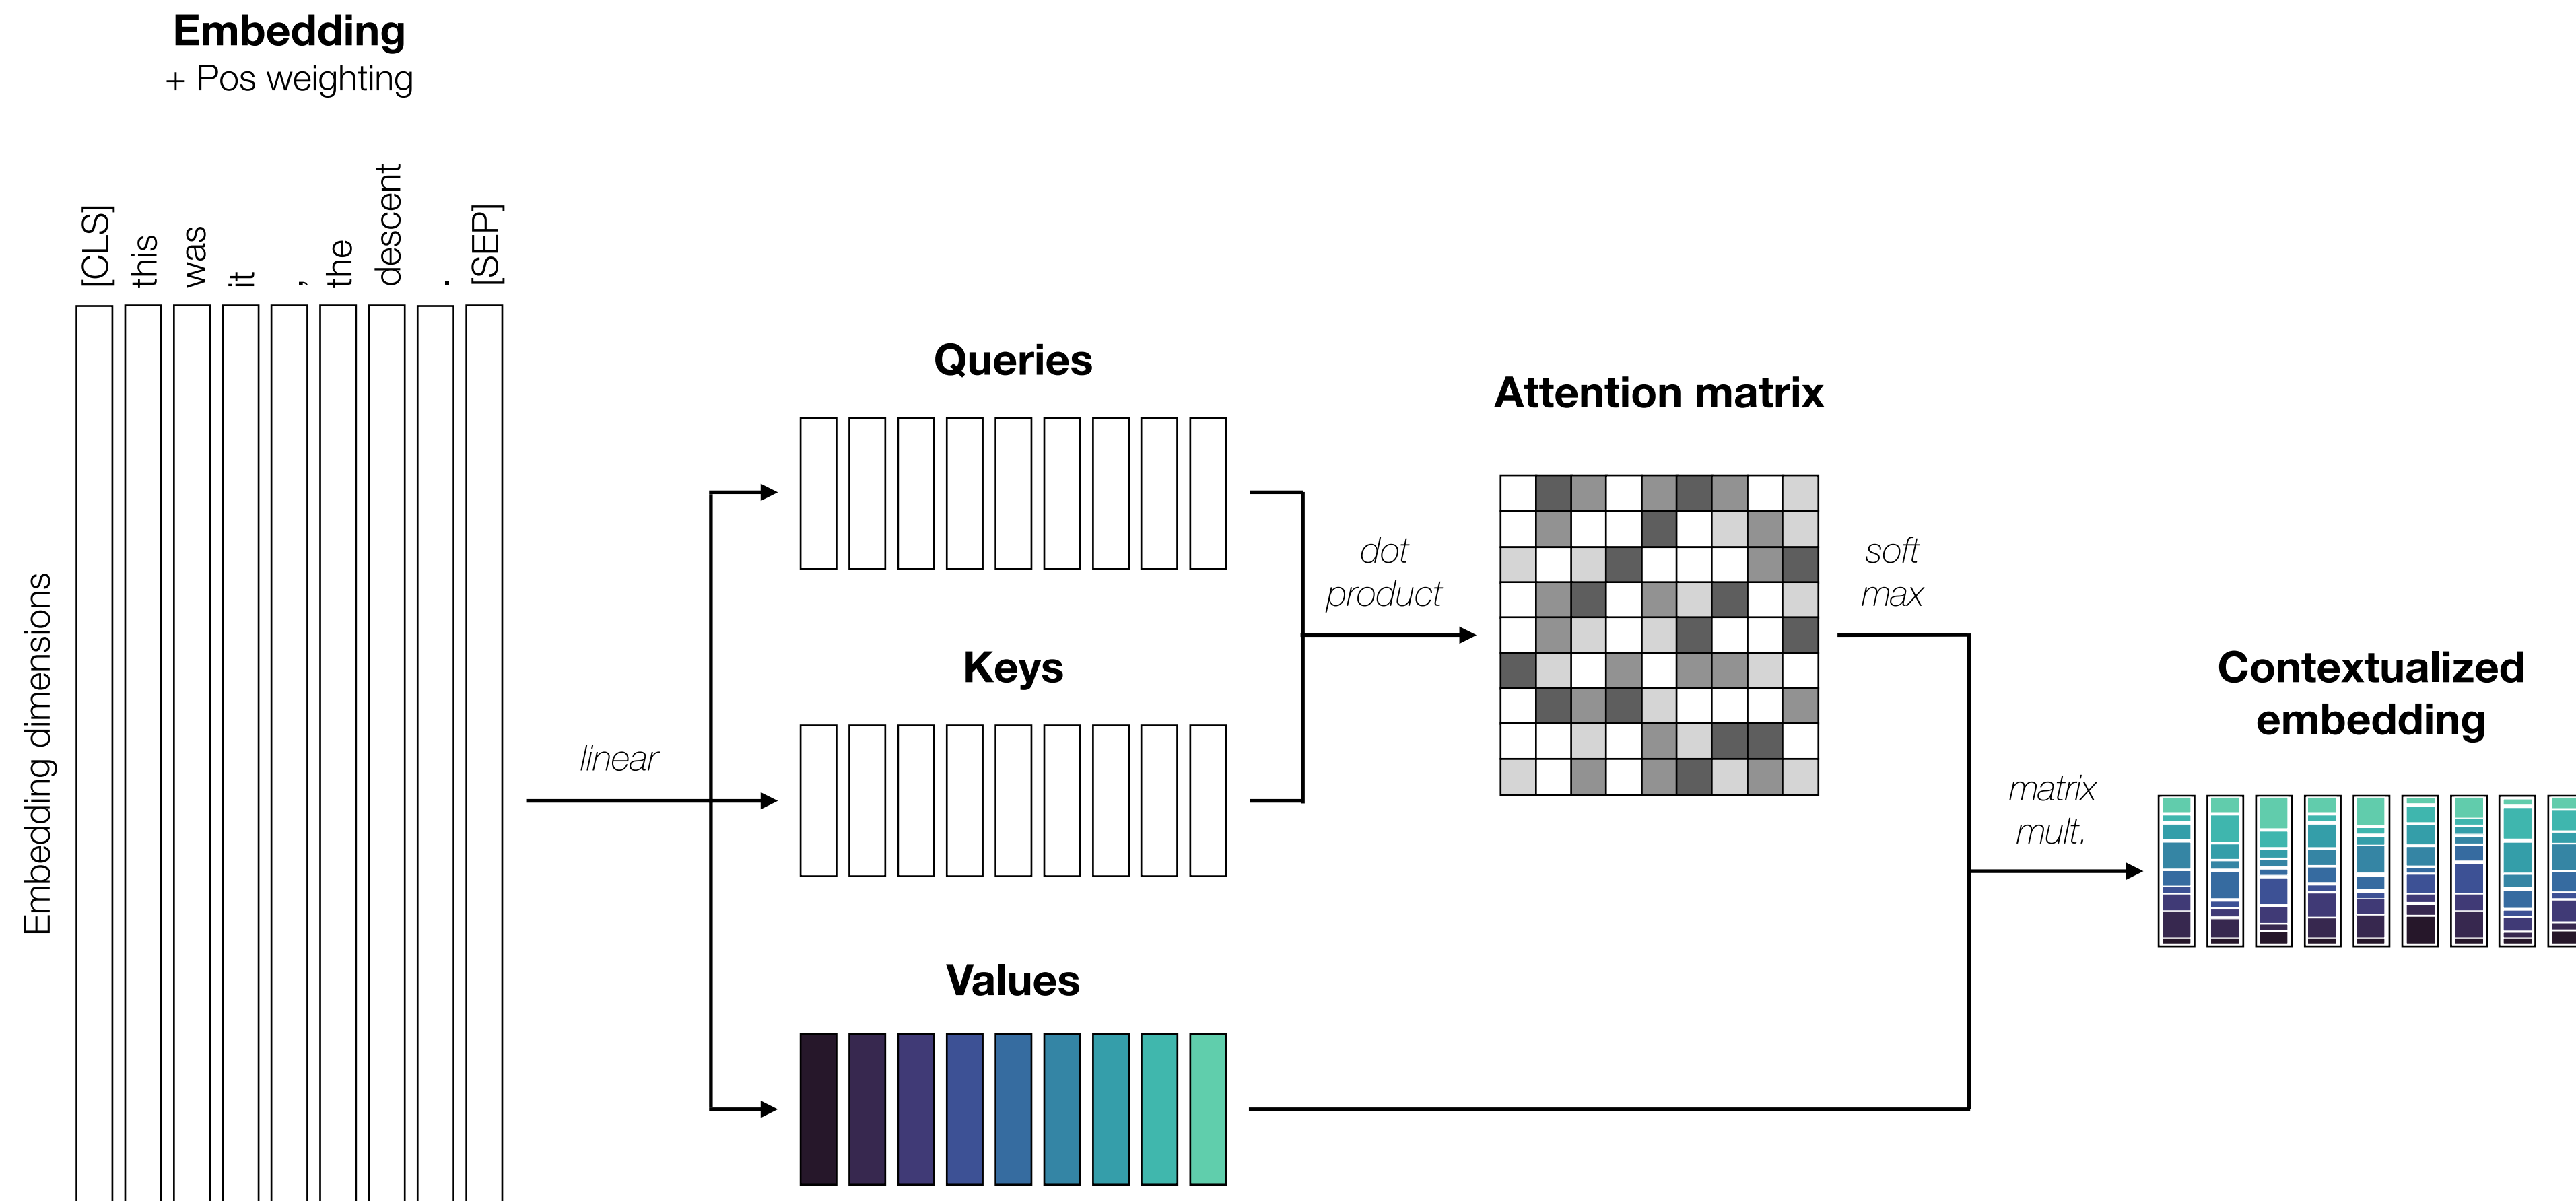 Embedding
+ Pos weighting
[CLS]
this
was
it
,
the
descent
.
[SEP]
Embedding dimensions
linear
Queries
Keys
Values
dot
product
Attention matrix
soft
max
matrix
mult.
Contextualized
embedding